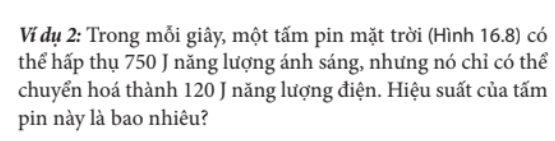 Ví dụ 2: Trong mỗi giây, một tấm pin mặt trời (Hình 16.8) có
thể hấp thụ 750 J năng lượng ánh sáng, nhưng nó chỉ có thể
chuyển hoá thành 120 J năng lượng điện. Hiệu suất của tấm
pin này là bao nhiêu?